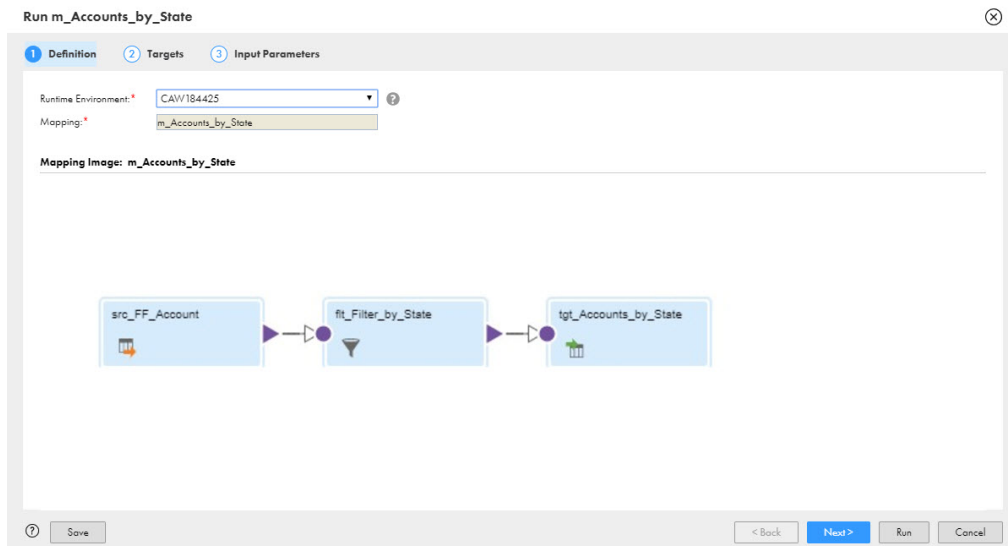 Run m_Accounts_by_State
1 Definition 2 Targets 3 Input Parameters
Runtime Environment:* CAW184425 ?
Mapping:* m_Accounts_by_State
Mapping Image: m_Accounts_by_State
src_FF_Account flt_Filter_by_State tgt_Accounts_by_State
? Save < Back Next > Run Cancel